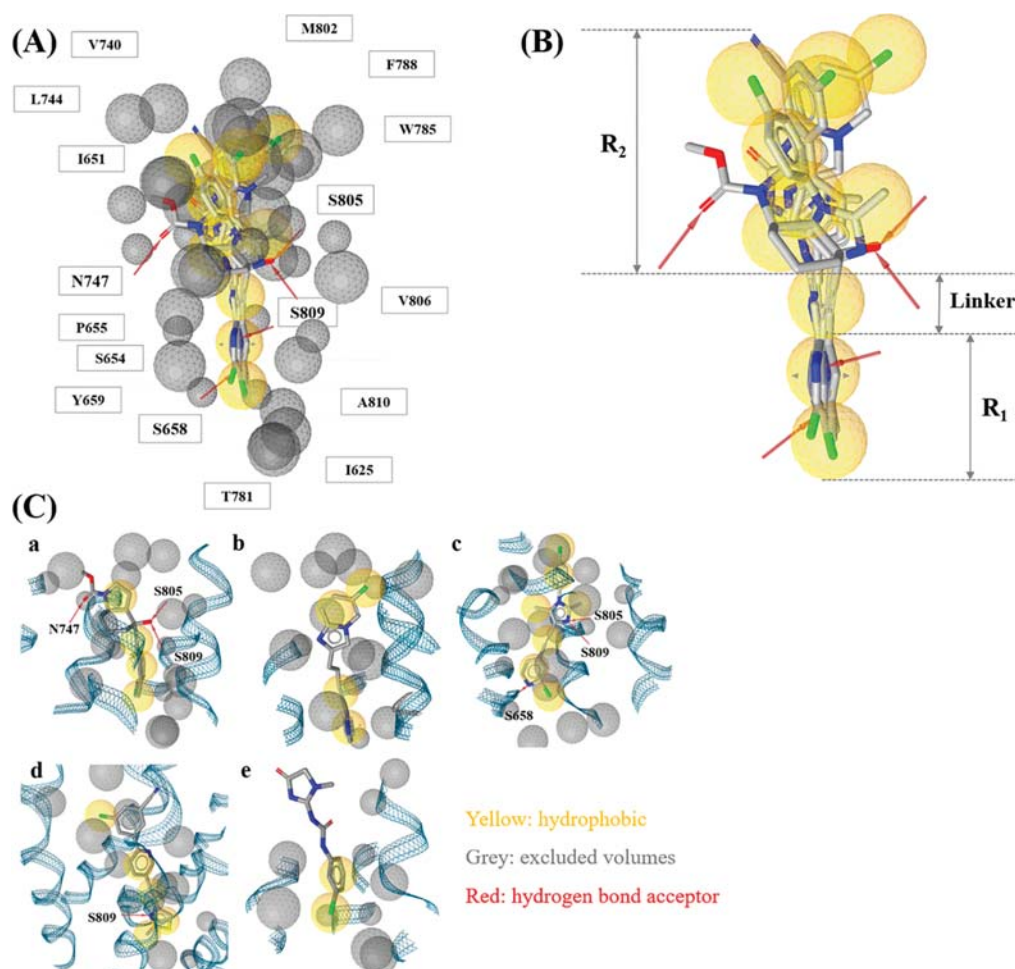 (A)
M802
V740
F788
L744
W785
I651
S805
N747
V806
S809
P655
S654
Y659
A810
S658
I625
T781
(B)
R2
Linker
R1
(C)
a
S805
N747
S809
b
c
S805
S809
S658
d
S809
e
Yellow: hydrophobic
Grey: excluded volumes
Red: hydrogen bond acceptor